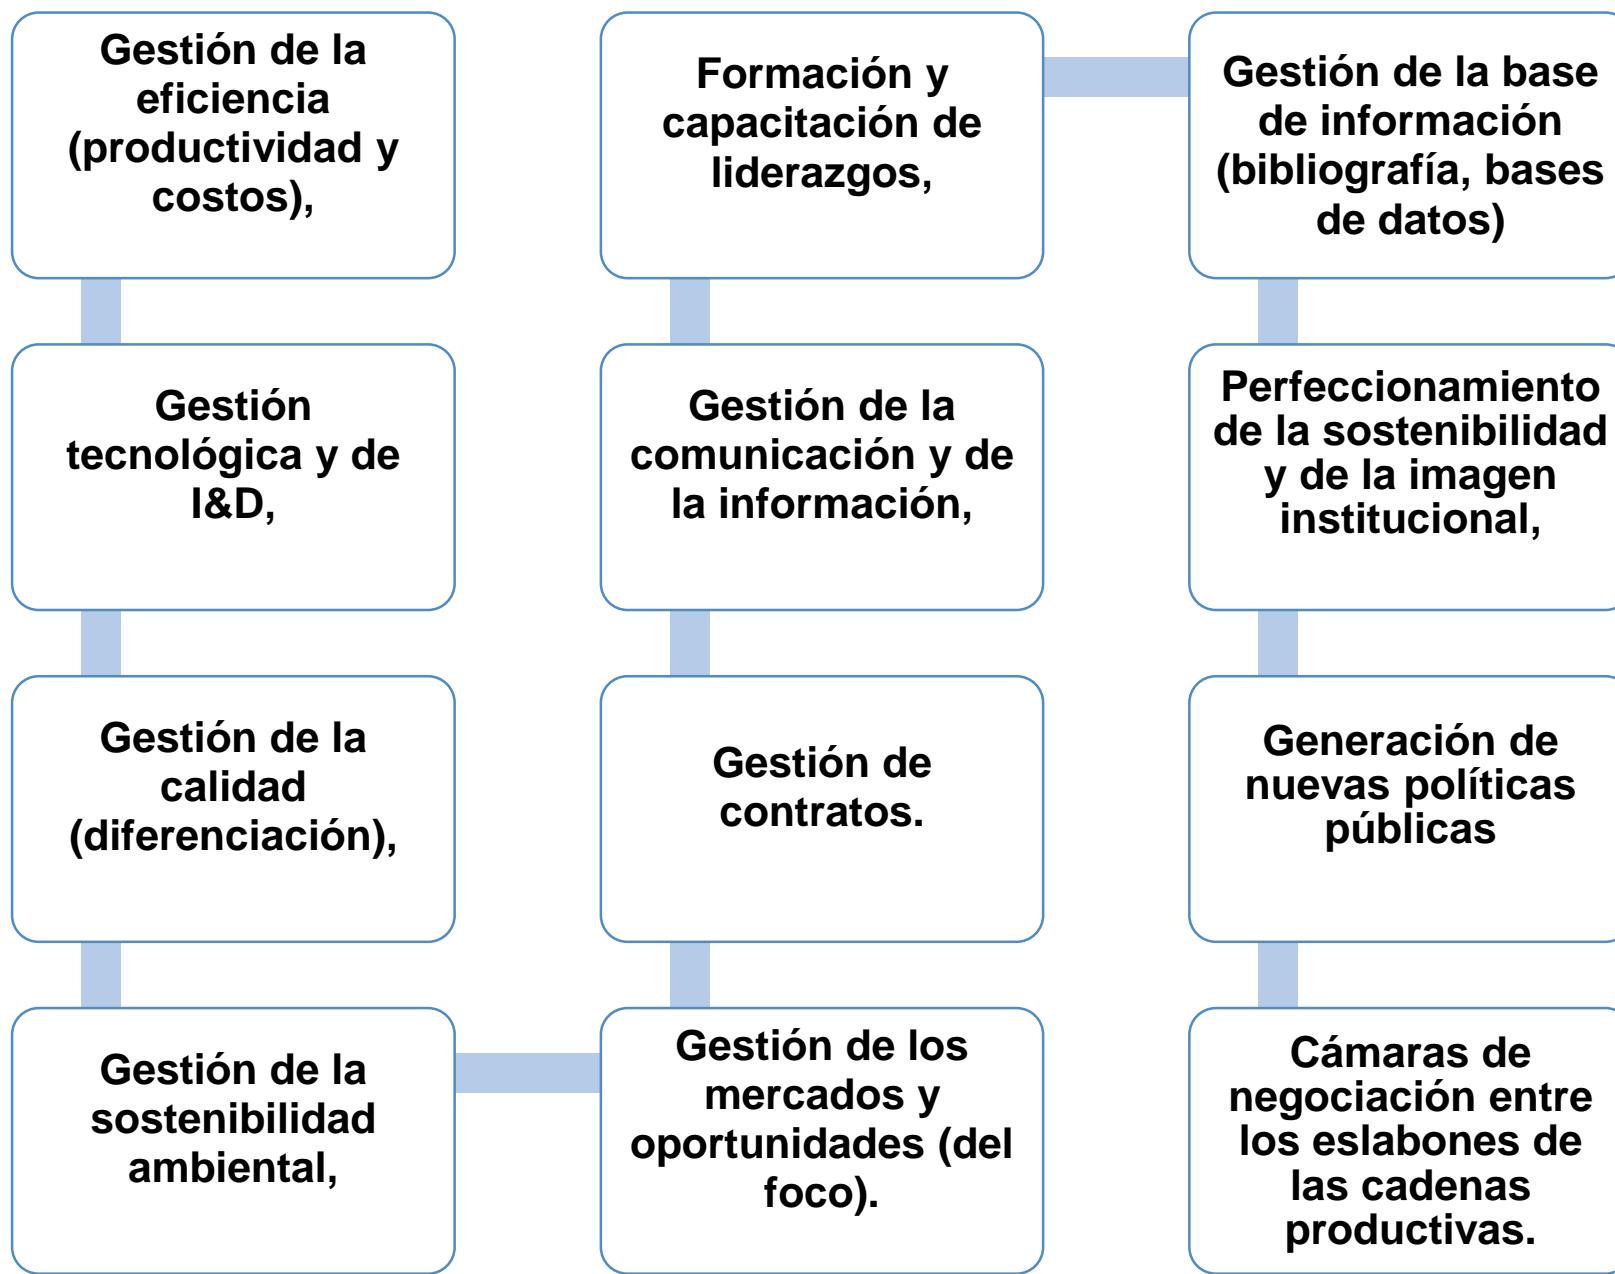 Gestión de la
eficiencia
(productividad y
costos),
Gestión
tecnológica y de
I&D,
Gestión de la
calidad
(diferenciación),
Gestión de la
sostenibilidad
ambiental,
Gestión de los
mercados y
oportunidades (del
foco).
Gestión de
contratos.
Gestión de la
comunicación y de
la información,
Formación y
capacitación de
liderazgos,
Gestión de la base
de información
(bibliografía, bases
de datos)
Perfeccionamiento
de la sostenibilidad
y de la imagen
institucional,
Generación de
nuevas políticas
públicas
Cámaras de
negociación entre
los eslabones de
las cadenas
productivas.